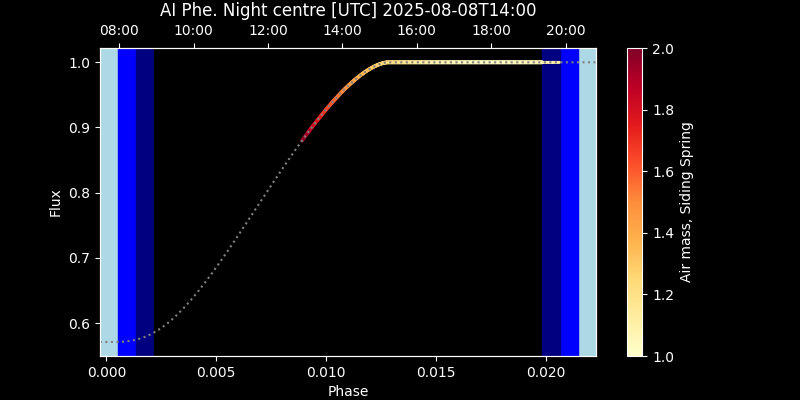 AI Phe. Night centre [UTC] 2025-08-08T14:00
08:00 10:00 12:00 14:00 16:00 18:00 20:00
1.0
0.9
0.8
0.7
0.6
Flux
0.000 0.005 0.010 0.015 0.020
Phase
2.0
1.8
1.6
1.4
1.2
1.0
Air mass, Siding Spring